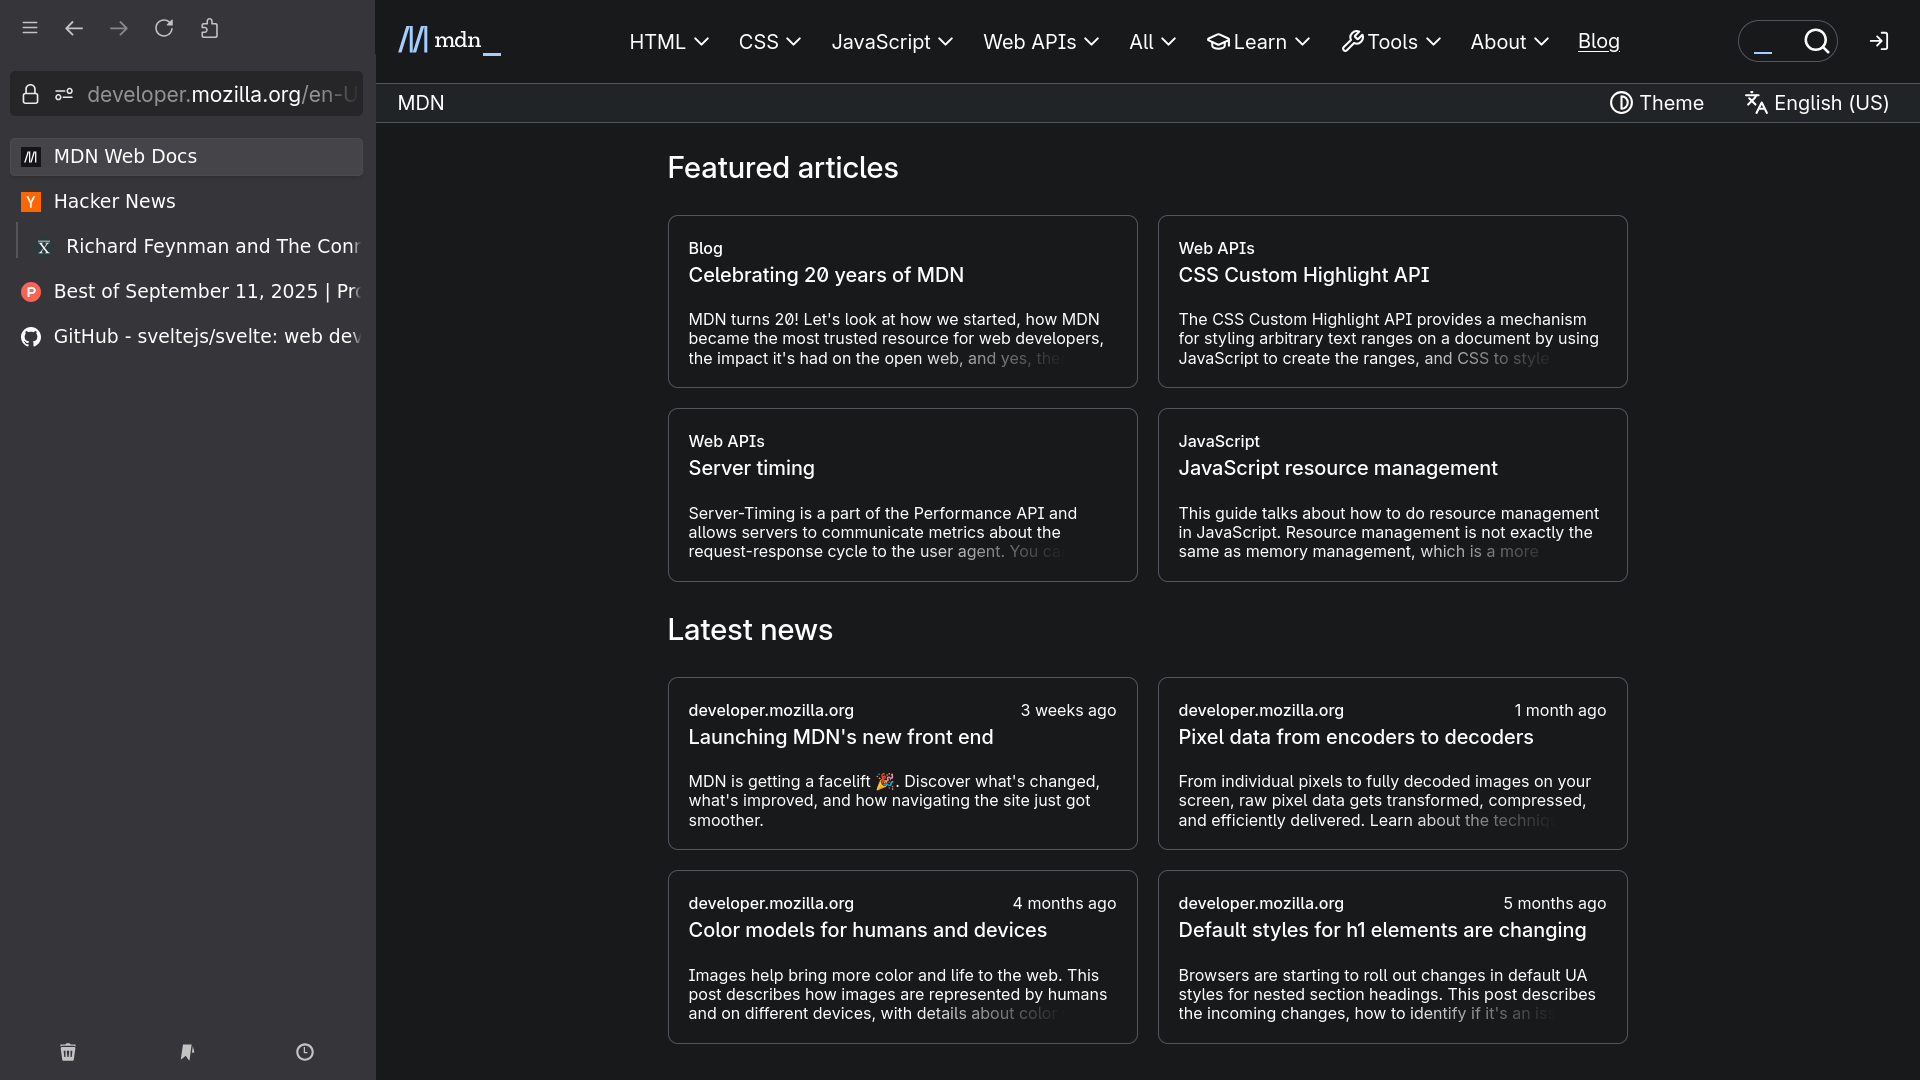 developer.mozilla.org/en-U
MDN Web Docs
Hacker News
Richard Feynman and The Conn
Best of September 11, 2025 | Pro
GitHub - sveltejs/svelte: web dev
mdn_
HTML
CSS
JavaScript
Web APIs
All
Learn
Tools
About
Blog
MDN
Theme
English (US)
Featured articles
Blog
Celebrating 20 years of MDN
MDN turns 20! Let's look at how we started, how MDN
became the most trusted resource for web developers,
the impact it's had on the open web, and yes, the
Web APIs
CSS Custom Highlight API
The CSS Custom Highlight API provides a mechanism
for styling arbitrary text ranges on a document by using
JavaScript to create the ranges, and CSS to style
Web APIs
Server timing
Server-Timing is a part of the Performance API and
allows servers to communicate metrics about the
request-response cycle to the user agent. You ca
JavaScript
JavaScript resource management
This guide talks about how to do resource management
in JavaScript. Resource management is not exactly the
same as memory management, which is a more
Latest news
developer.mozilla.org
3 weeks ago
Launching MDN's new front end
MDN is getting a facelift 🎉. Discover what's changed,
what's improved, and how navigating the site just got
smoother.
developer.mozilla.org
1 month ago
Pixel data from encoders to decoders
From individual pixels to fully decoded images on your
screen, raw pixel data gets transformed, compressed,
and efficiently delivered. Learn about the techniq
developer.mozilla.org
4 months ago
Color models for humans and devices
Images help bring more color and life to the web. This
post describes how images are represented by humans
and on different devices, with details about color
developer.mozilla.org
5 months ago
Default styles for h1 elements are changing
Browsers are starting to roll out changes in default UA
styles for nested section headings. This post describes
the incoming changes, how to identify if it's an iss